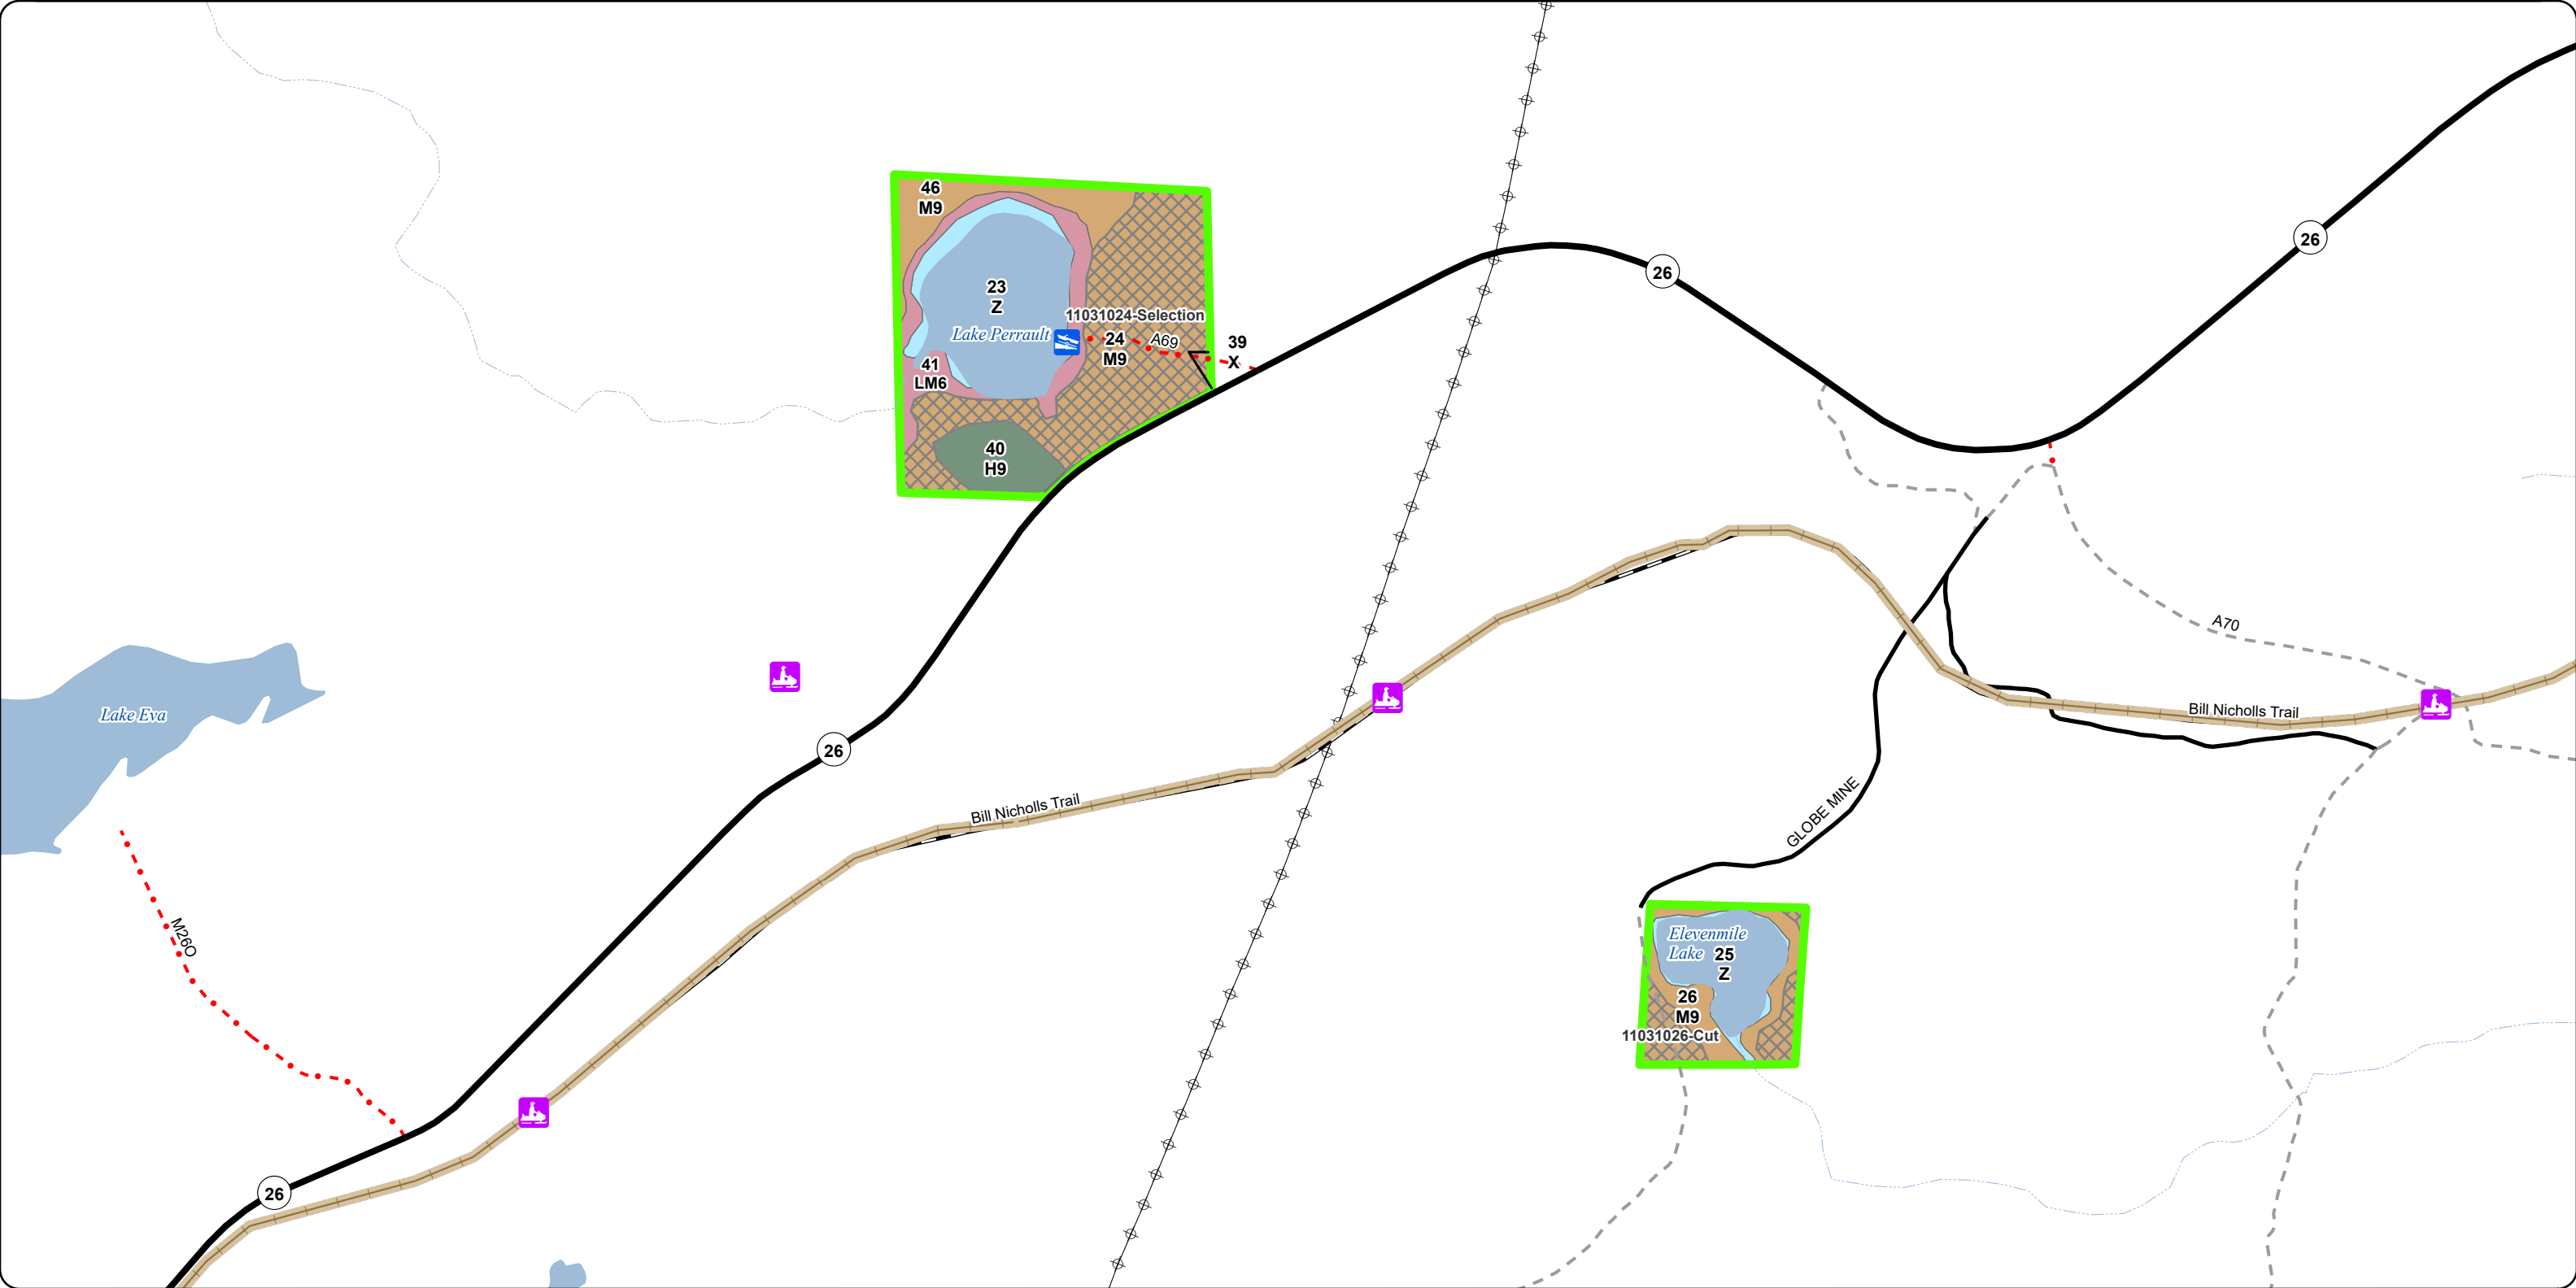 46
M9
26
26
23
Z
11031024-Selection
Lake Perrault
A69
24
M9
39
X
41
LM6
40
H9
A70
Lake Eva
Bill Nicholls Trail
26
Bill Nicholls Trail
GLOBE MINE
M26O
Elevenmile
Lake
25
Z
26
M9
11031026-Cut
26